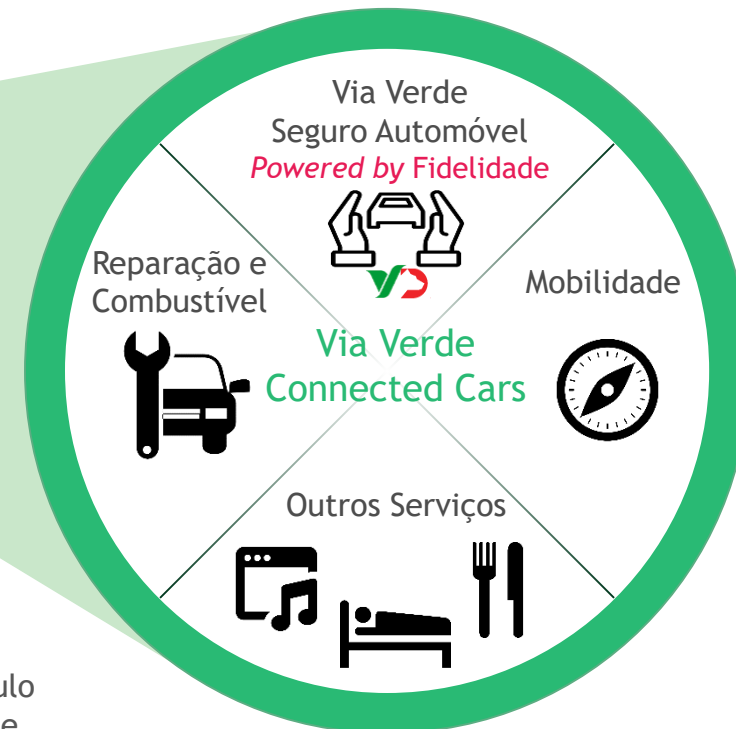 Via Verde
Seguro Automóvel
Powered by Fidelidade
Reparação e
Combustível
Mobilidade
Via Verde
Connected Cars
Outros Serviços